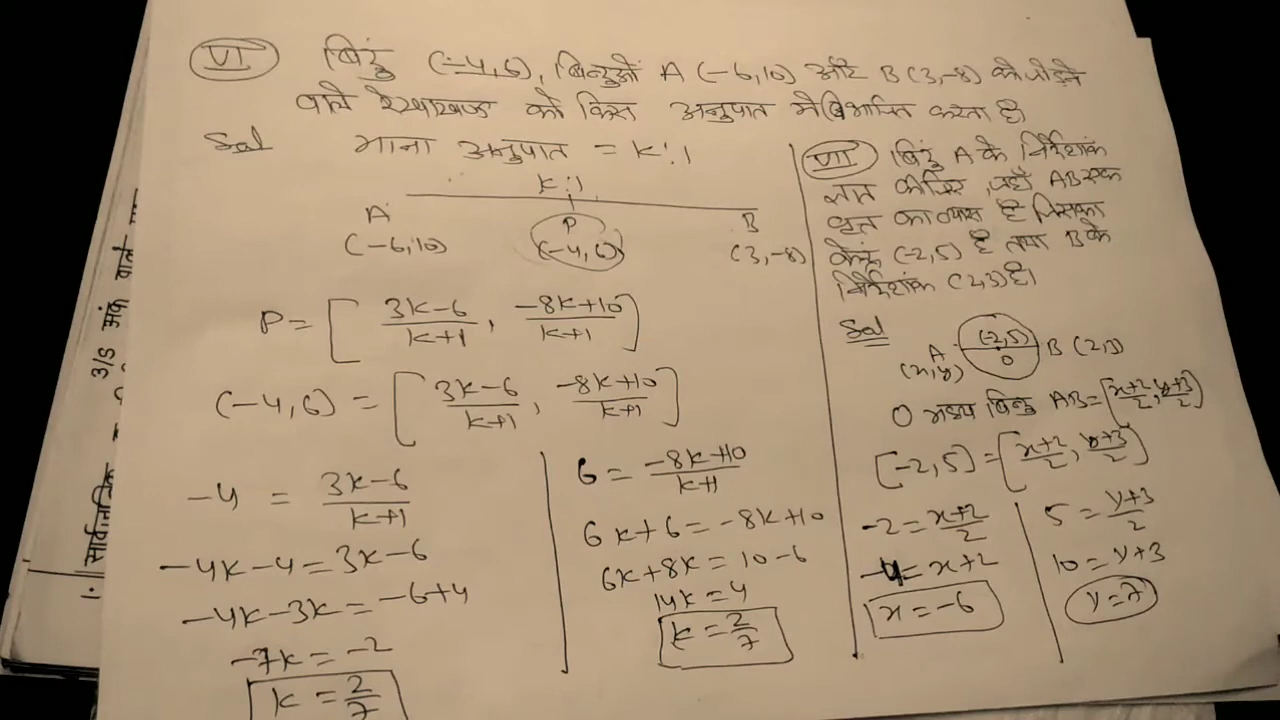 VI बिंदु (-4,6), बिन्दुओं A (-6,10) और B (3,-8) को जोड़ने
वाले रेखाखण्ड को किस अनुपात में विभाजित करता है।
Sol माना अनुपात = K:1
K:1
A P B
(-6,10) (-4,6) (3,-8)
P = [ 3k-6 / k+1 , -8k+10 / k+1 ]
(-4,6) = [ 3k-6 / k+1 , -8k+10 / k+1 ]
-4 = 3k-6 / k+1
-4k-4 = 3k-6
-4k-3k = -6+4
-7k = -2
k = 2/7
6 = -8k+10 / k+1
6k+6 = -8k+10
6k+8k = 10-6
14k = 4
k = 2/7
VII बिंदु A के निर्देशांक
ज्ञात कीजिए, जहाँ AB एक
वृत्त का व्यास है जिसका
केन्द्र (-2,5) है तथा B के
निर्देशांक (2,3) है।
Sol
(-2,5)
A B (2,3)
(x,y) O
O मध्य बिन्दु AB = [ x+2 / 2 , y+3 / 2 ]
[-2,5] = [ x+2 / 2 , y+3 / 2 ]
-2 = x+2 / 2
-4 = x+2
x = -6
5 = y+3 / 2
10 = y+3
y = 7
3/S अंक वाले
1. सार्वजनिक